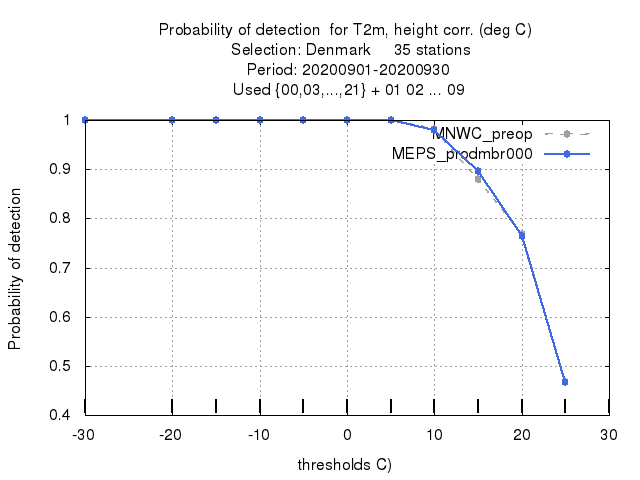 Probability of detection  for T2m, height corr. (deg C)
Selection: Denmark     35 stations
Period: 20200901-20200930
Used {00,03,...,21} + 01 02 ... 09
MNWC_preop
MEPS_prodmbr000
1
0.9
0.8
0.7
0.6
0.5
0.4
Probability of detection
-30 -20 -10 0 10 20 30
thresholds C)